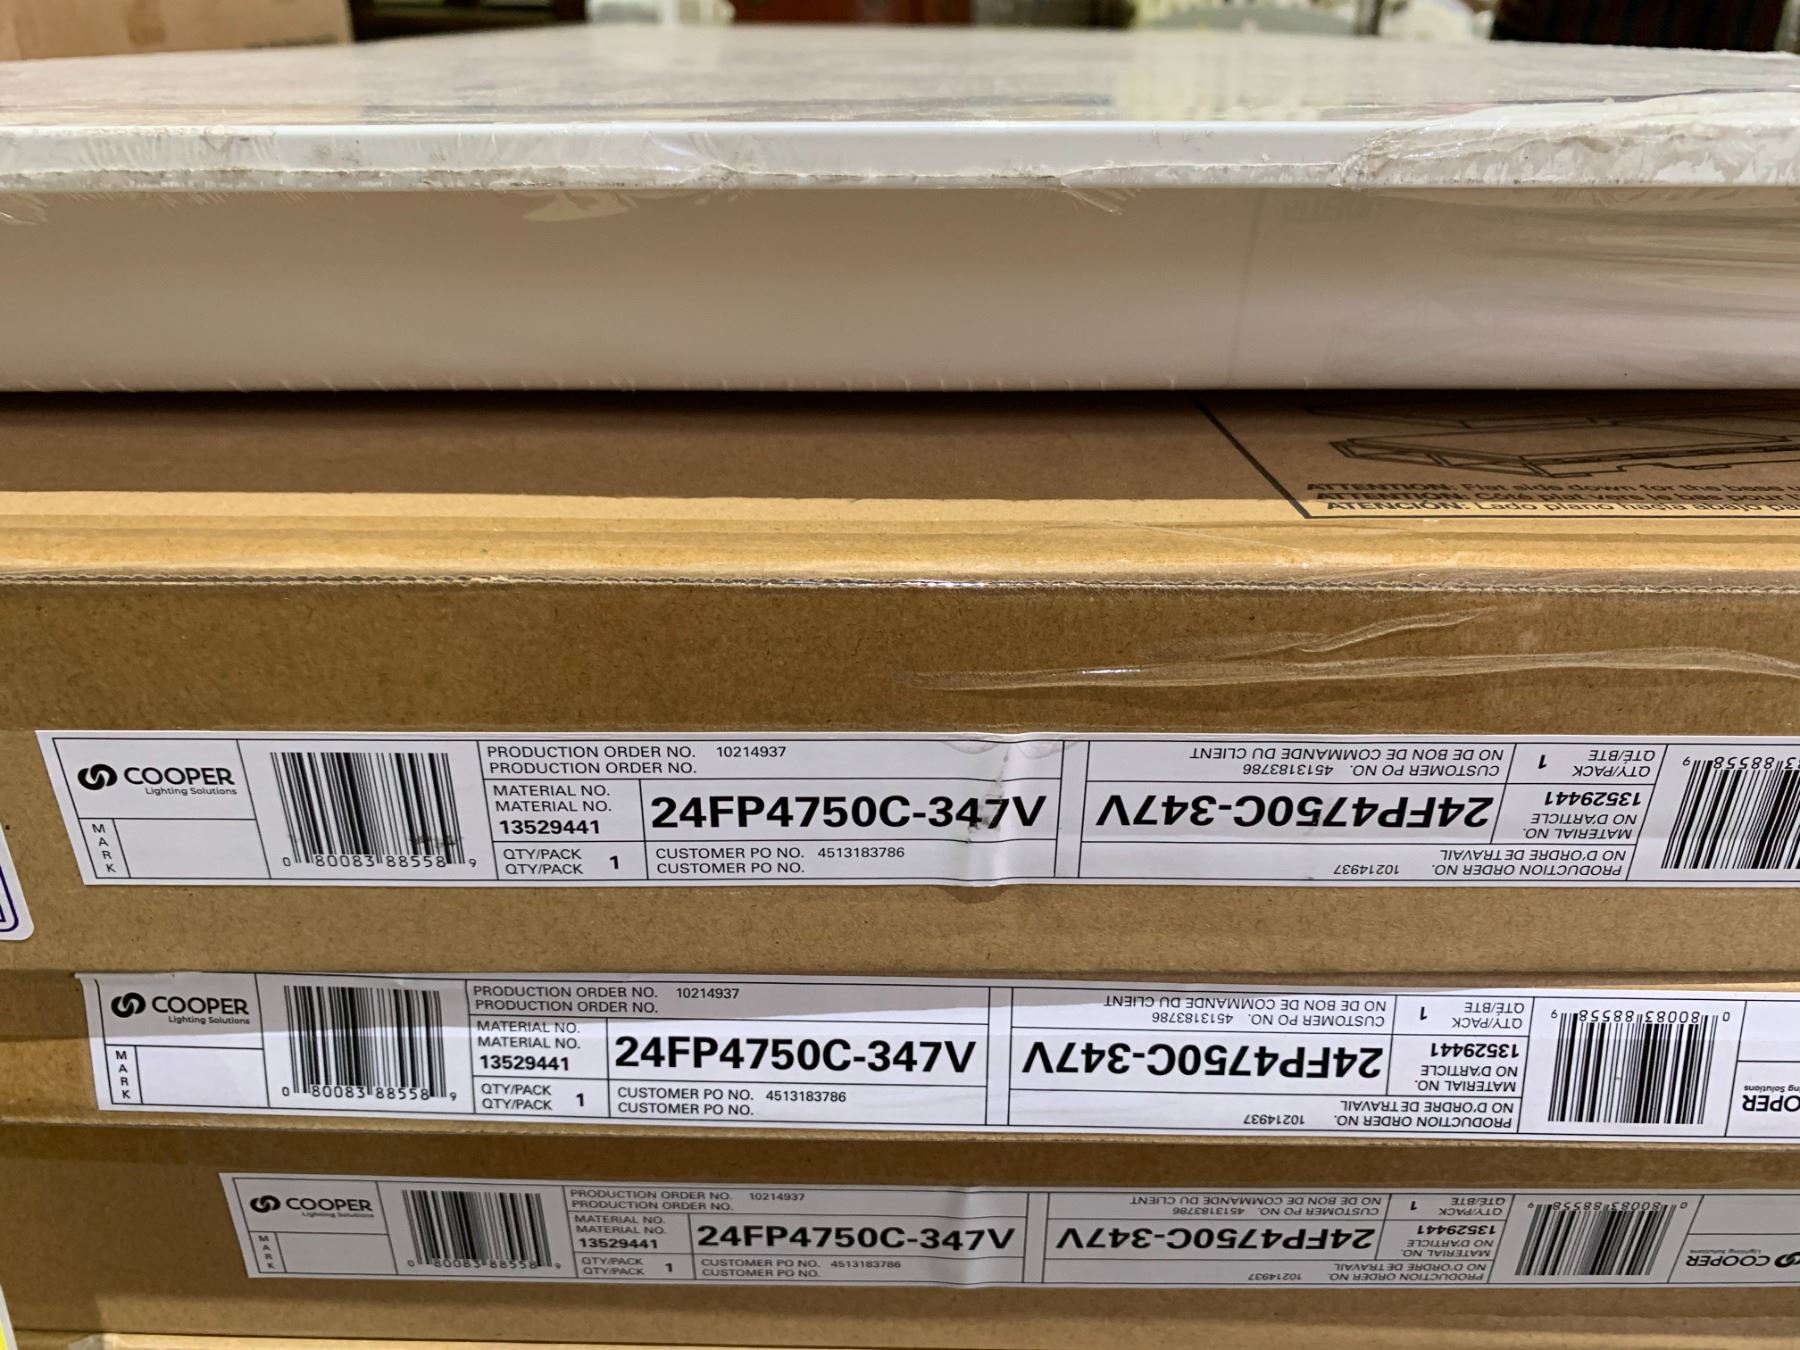 ATTENTION: Flat side down for the base
ATTENTION: Côté plat vers le bas pour
ATENCIÓN: Lado plano hacia abajo
COOPER
Lighting Solutions
MARK
0 80083 88558 9
PRODUCTION ORDER NO. 10214937
PRODUCTION ORDER NO.
MATERIAL NO.
MATERIAL NO.
13529441
24FP4750C-347V
QTY/PACK 1
QTY/PACK
CUSTOMER PO NO. 4513183786
CUSTOMER PO NO.
PRODUCTION ORDER NO. 10214937
NO D'ORDRE DE TRAVAIL
MATERIAL NO.
NO D'ARTICLE
13529441
24FP4750C-347V
QTY/PACK 1
QTÉ/BTE
CUSTOMER PO NO. 4513183786
NO DE BON DE COMMANDE DU CLIENT
88558 9
COOPER
Lighting Solutions
MARK
0 80083 88558 9
PRODUCTION ORDER NO. 10214937
PRODUCTION ORDER NO.
MATERIAL NO.
MATERIAL NO.
13529441
24FP4750C-347V
QTY/PACK 1
QTY/PACK
CUSTOMER PO NO. 4513183786
CUSTOMER PO NO.
OPER
ng Solutions
0 80083 88558 9
PRODUCTION ORDER NO. 10214937
NO D'ORDRE DE TRAVAIL
MATERIAL NO.
NO D'ARTICLE
13529441
24FP4750C-347V
QTY/PACK 1
QTÉ/BTE
CUSTOMER PO NO. 4513183786
NO DE BON DE COMMANDE DU CLIENT
COOPER
Lighting Solutions
MARK
0 80083 88558 9
PRODUCTION ORDER NO. 10214937
PRODUCTION ORDER NO.
MATERIAL NO.
MATERIAL NO.
13529441
24FP4750C-347V
QTY/PACK 1
QTY/PACK
CUSTOMER PO NO. 4513183786
CUSTOMER PO NO.
COOPER
Lighting Solutions
0 80083 88558 9
PRODUCTION ORDER NO. 10214937
NO D'ORDRE DE TRAVAIL
MATERIAL NO.
NO D'ARTICLE
13529441
24FP4750C-347V
QTY/PACK 1
QTÉ/BTE
CUSTOMER PO NO. 4513183786
NO DE BON DE COMMANDE DU CLIENT